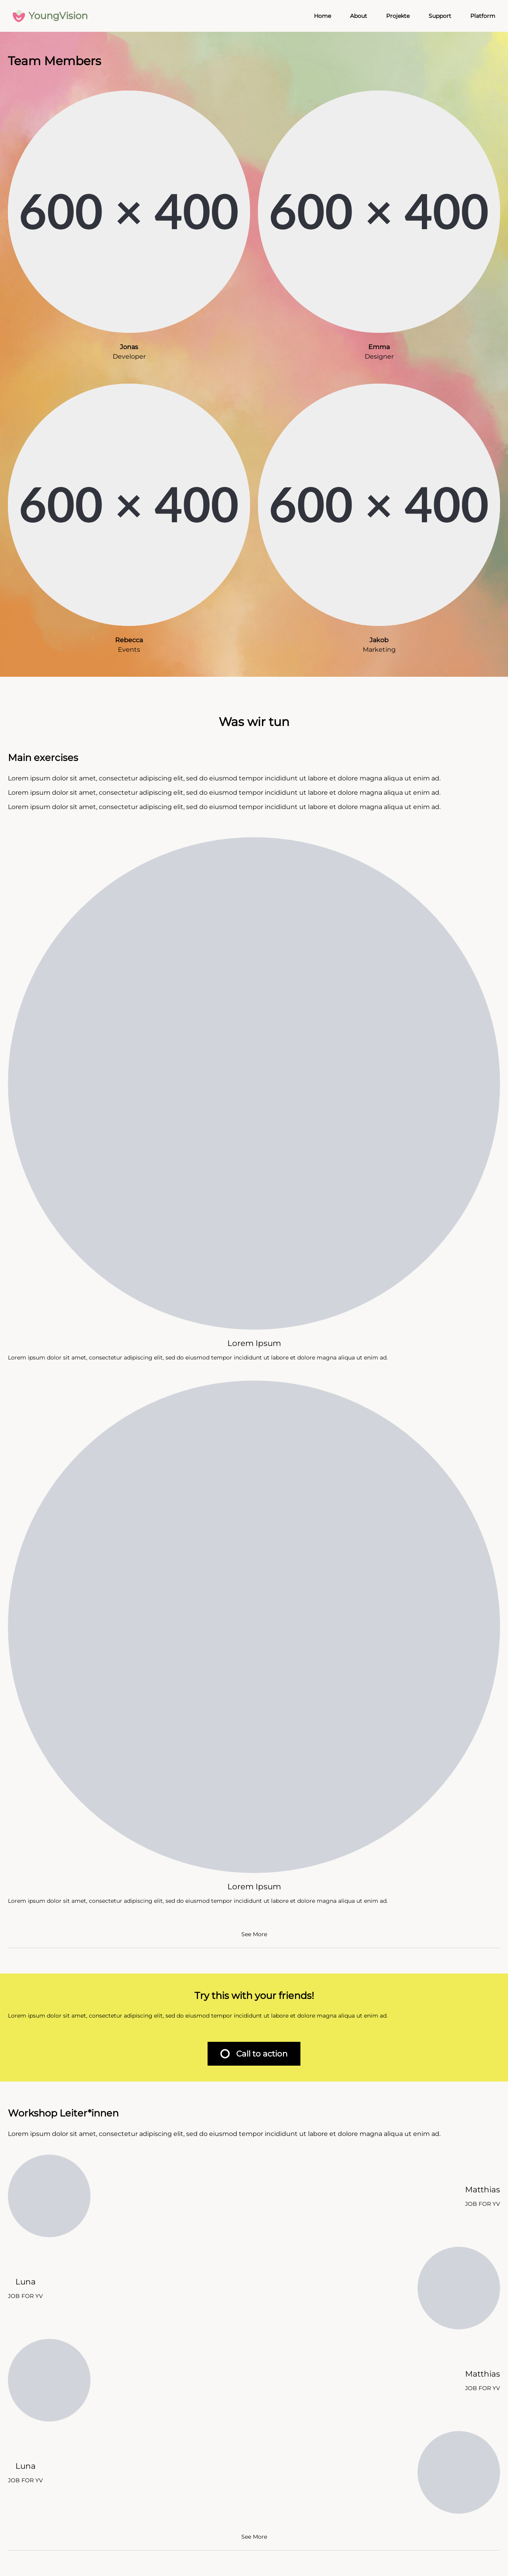 YoungVision
Home About Projekte Support Platform
Team Members
600 × 400 600 × 400
Jonas Emma
Developer Designer
600 × 400 600 × 400
Rebecca Jakob
Events Marketing
Was wir tun
Main exercises
Lorem ipsum dolor sit amet, consectetur adipiscing elit, sed do eiusmod tempor incididunt ut labore et dolore magna aliqua ut enim ad.
Lorem ipsum dolor sit amet, consectetur adipiscing elit, sed do eiusmod tempor incididunt ut labore et dolore magna aliqua ut enim ad.
Lorem ipsum dolor sit amet, consectetur adipiscing elit, sed do eiusmod tempor incididunt ut labore et dolore magna aliqua ut enim ad.
Lorem Ipsum
Lorem ipsum dolor sit amet, consectetur adipiscing elit, sed do eiusmod tempor incididunt ut labore et dolore magna aliqua ut enim ad.
Lorem Ipsum
Lorem ipsum dolor sit amet, consectetur adipiscing elit, sed do eiusmod tempor incididunt ut labore et dolore magna aliqua ut enim ad.
See More
Try this with your friends!
Lorem ipsum dolor sit amet, consectetur adipiscing elit, sed do eiusmod tempor incididunt ut labore et dolore magna aliqua ut enim ad.
Call to action
Workshop Leiter*innen
Lorem ipsum dolor sit amet, consectetur adipiscing elit, sed do eiusmod tempor incididunt ut labore et dolore magna aliqua ut enim ad.
Matthias
JOB FOR YV
Luna
JOB FOR YV
Matthias
JOB FOR YV
Luna
JOB FOR YV
See More